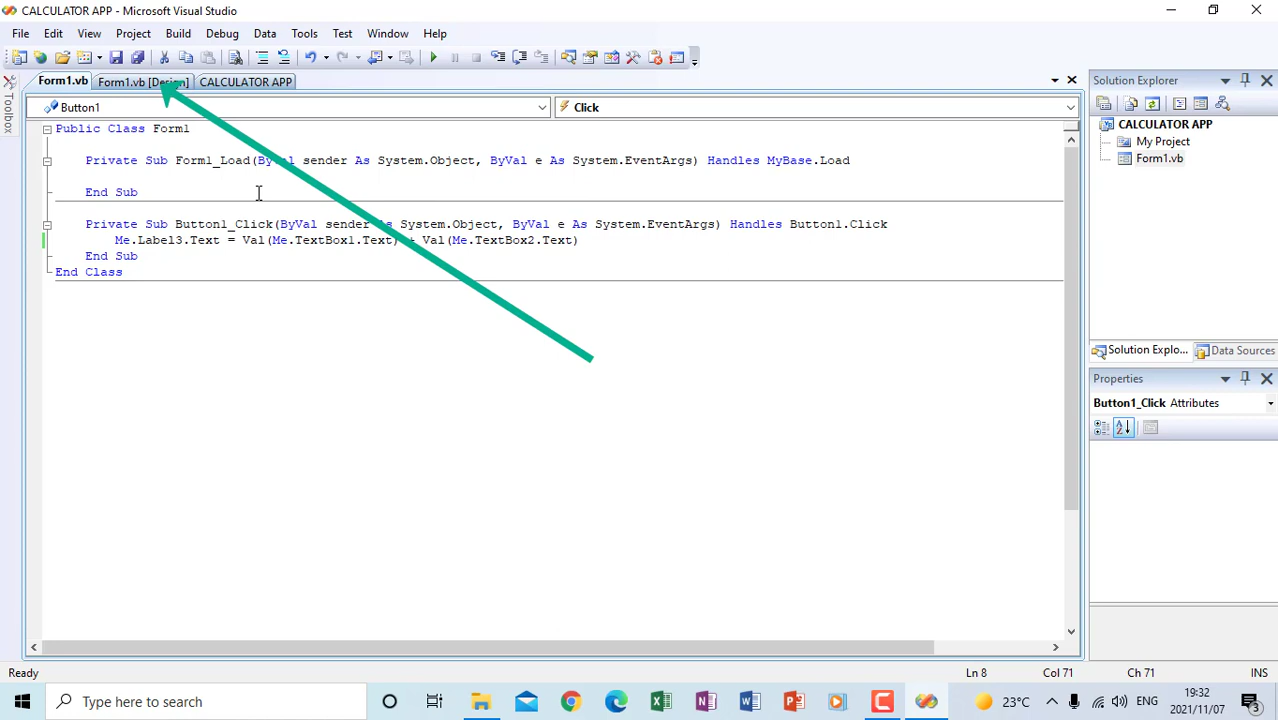 CALCULATOR APP - Microsoft Visual Studio
File Edit View Project Build Debug Data Tools Test Window Help
Form1.vb Form1.vb [Design] CALCULATOR APP
Toolbox
Button1 Click
Public Class Form1
Private Sub Form1_Load(ByVal sender As System.Object, ByVal e As System.EventArgs) Handles MyBase.Load
End Sub
Private Sub Button1_Click(ByVal sender As System.Object, ByVal e As System.EventArgs) Handles Button1.Click
Me.Label3.Text = Val(Me.TextBox1.Text) + Val(Me.TextBox2.Text)
End Sub
End Class
Solution Explorer
CALCULATOR APP
My Project
Form1.vb
Solution Explo... Data Sources
Properties
Button1_Click Attributes
Ready Ln 8 Col 71 Ch 71 INS
Type here to search
23°C ENG
19:32
2021/11/07
3